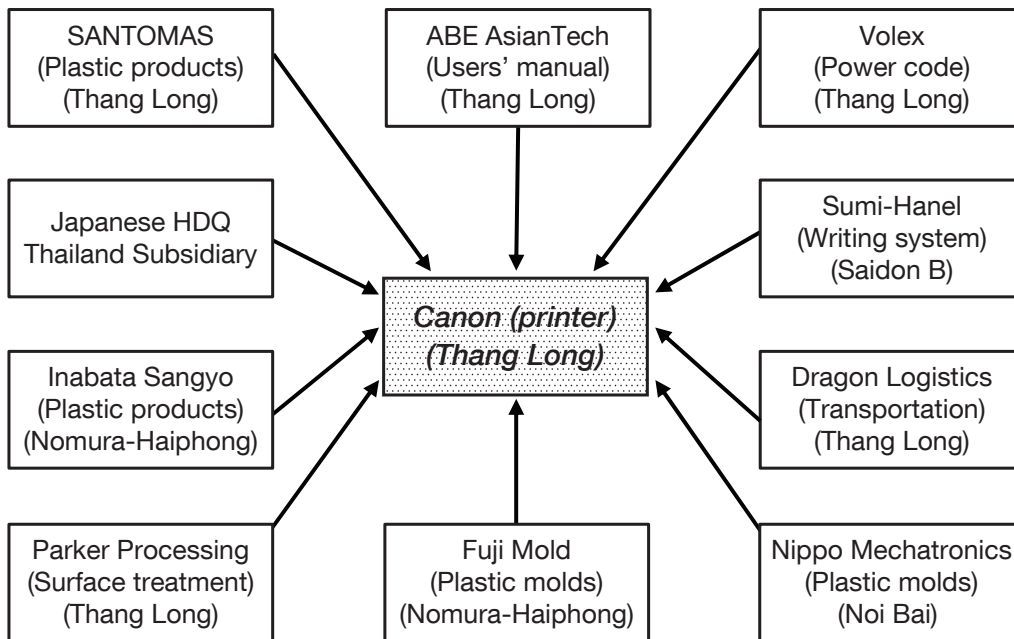 SANTOMAS
(Plastic products)
(Thang Long)
ABE AsianTech
(Users’ manual)
(Thang Long)
Volex
(Power code)
(Thang Long)
Japanese HDQ
Thailand Subsidiary
Sumi-Hanel
(Writing system)
(Saidon B)
Canon (printer)
(Thang Long)
Inabata Sangyo
(Plastic products)
(Nomura-Haiphong)
Dragon Logistics
(Transportation)
(Thang Long)
Parker Processing
(Surface treatment)
(Thang Long)
Fuji Mold
(Plastic molds)
(Nomura-Haiphong)
Nippo Mechatronics
(Plastic molds)
(Noi Bai)